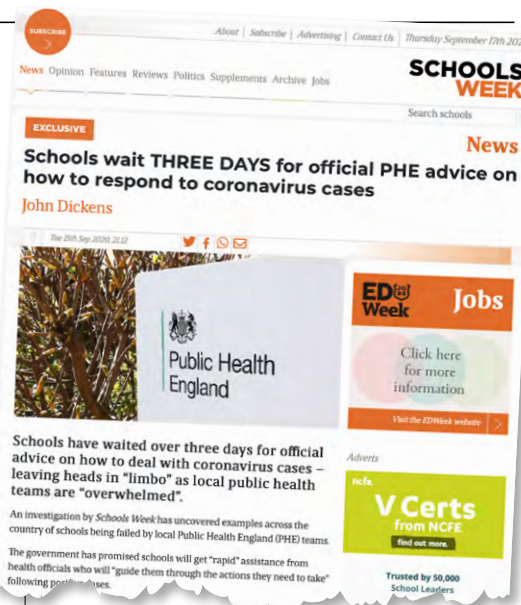 SUBSCRIBE
About | Subscribe | Advertising | Contact Us | Thursday September 17th 202
News Opinion Features Reviews Politics Supplements Archive Jobs
SCHOOLS
WEEK
Search schools
EXCLUSIVE
News
Schools wait THREE DAYS for official PHE advice on
how to respond to coronavirus cases
John Dickens
Tue 15th Sep 2020, 21.12
Public Health
England
ED
Week
Jobs
Click here
for more
information
Visit the EDWeek website
Schools have waited over three days for official
advice on how to deal with coronavirus cases –
leaving heads in "limbo" as local public health
teams are "overwhelmed".
An investigation by Schools Week has uncovered examples across the
country of schools being failed by local Public Health England (PHE) teams.
The government has promised schools will get "rapid" assistance from
health officials who will "guide them through the actions they need to take"
following
Adverts
ncfe.
V Certs
from NCFE
find out more.
Trusted by 50,000
School Leaders